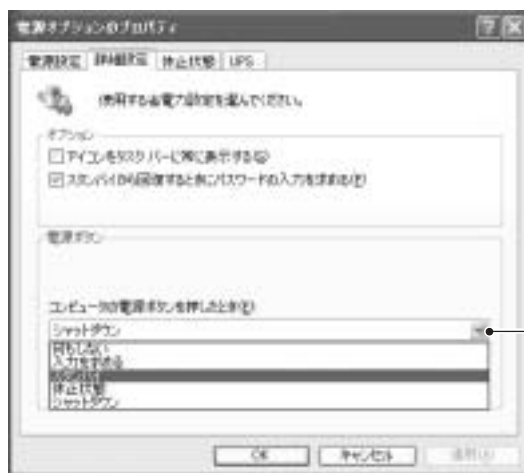 電源オプションのプロパティ
電源設定 詳細設定 休止状態 UPS
使用する省電力設定を選んでください。
オプション
アイコンをタスク バーに常に表示する(G)
スタンバイから回復するときにパスワードの入力を求める(P)
電源ボタン
コンピュータの電源ボタンを押したとき(E)
シャットダウン
何もしない
入力を求める
休止状態
シャットダウン
OK キャンセル 適用(A)